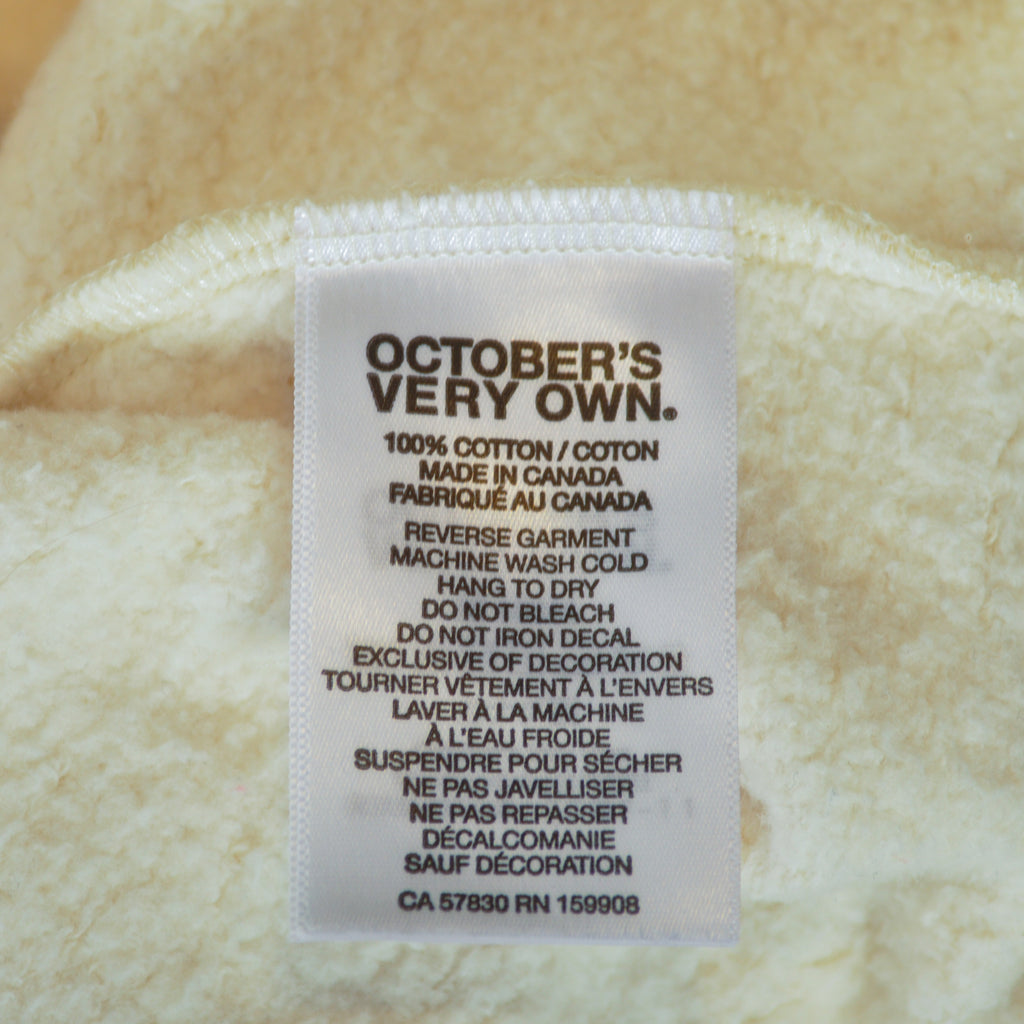 OCTOBER'S
VERY OWN.®
100% COTTON / COTON
MADE IN CANADA
FABRIQUÉ AU CANADA
REVERSE GARMENT
MACHINE WASH COLD
HANG TO DRY
DO NOT BLEACH
DO NOT IRON DECAL
EXCLUSIVE OF DECORATION
TOURNER VÊTEMENT À L'ENVERS
LAVER À LA MACHINE
À L'EAU FROIDE
SUSPENDRE POUR SÉCHER
NE PAS JAVELLISER
NE PAS REPASSER
DÉCALCOMANIE
SAUF DÉCORATION
CA 57830 RN 159908